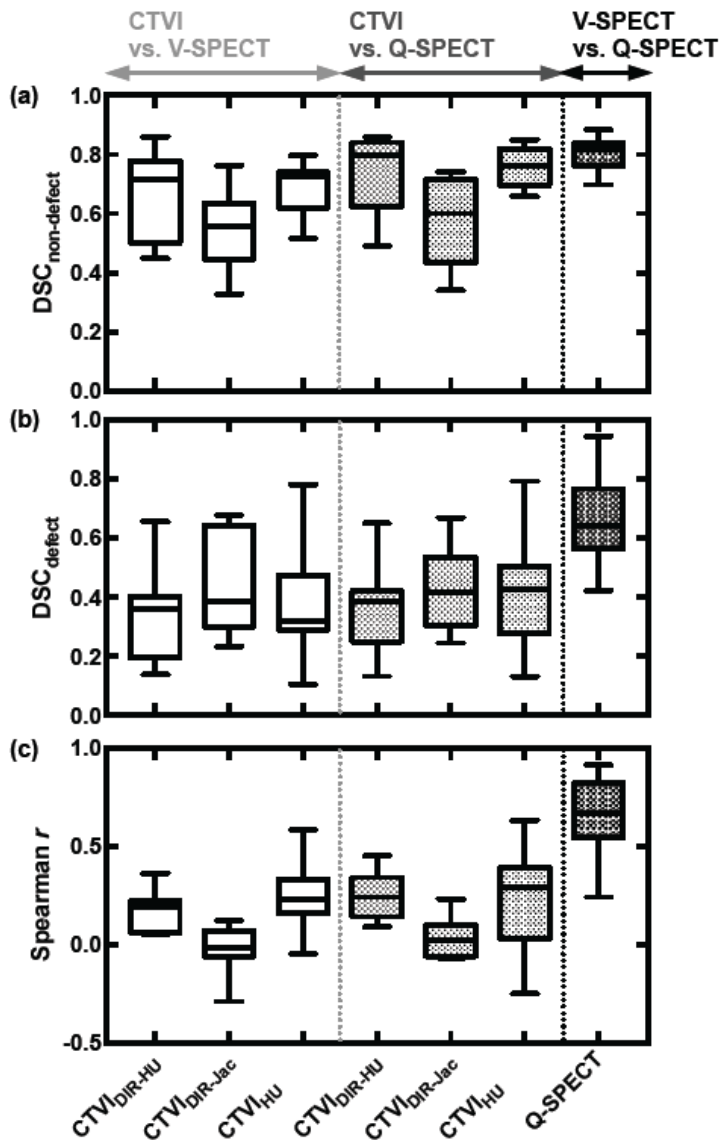 CTVI
vs. V-SPECT
CTVI
vs. Q-SPECT
V-SPECT
vs. Q-SPECT
(a)
1.0
0.8
0.6
0.4
0.2
0.0
DSCnon-defect
(b)
1.0
0.8
0.6
0.4
0.2
0.0
DSCdefect
(c)
1.0
0.5
0.0
-0.5
Spearman r
CTVIDIR-HU
CTVIDIR-Jac
CTVIHU
CTVIDIR-HU
CTVIDIR-Jac
CTVIHU
Q-SPECT